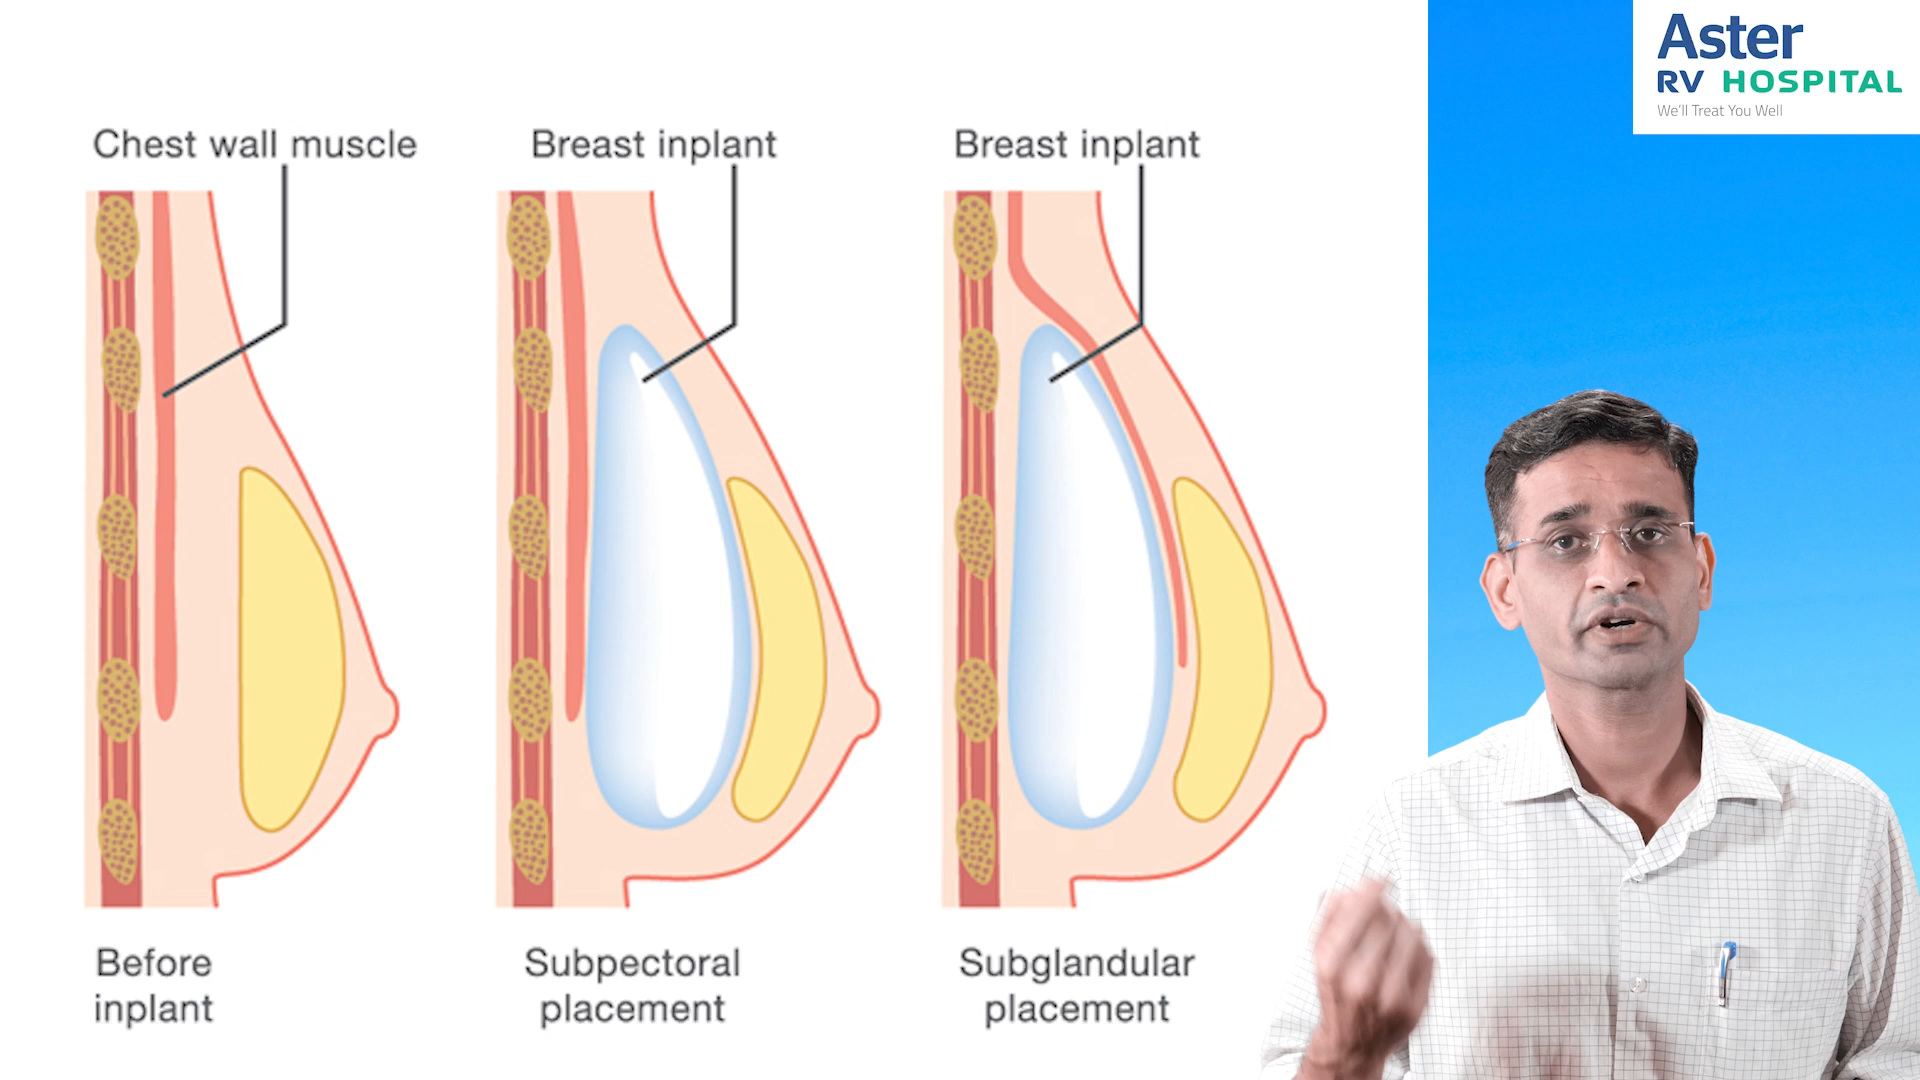 Aster
RV HOSPITAL
We'll Treat You Well
Chest wall muscle
Breast inplant
Breast inplant
Before
inplant
Subpectoral
placement
Subglandular
placement